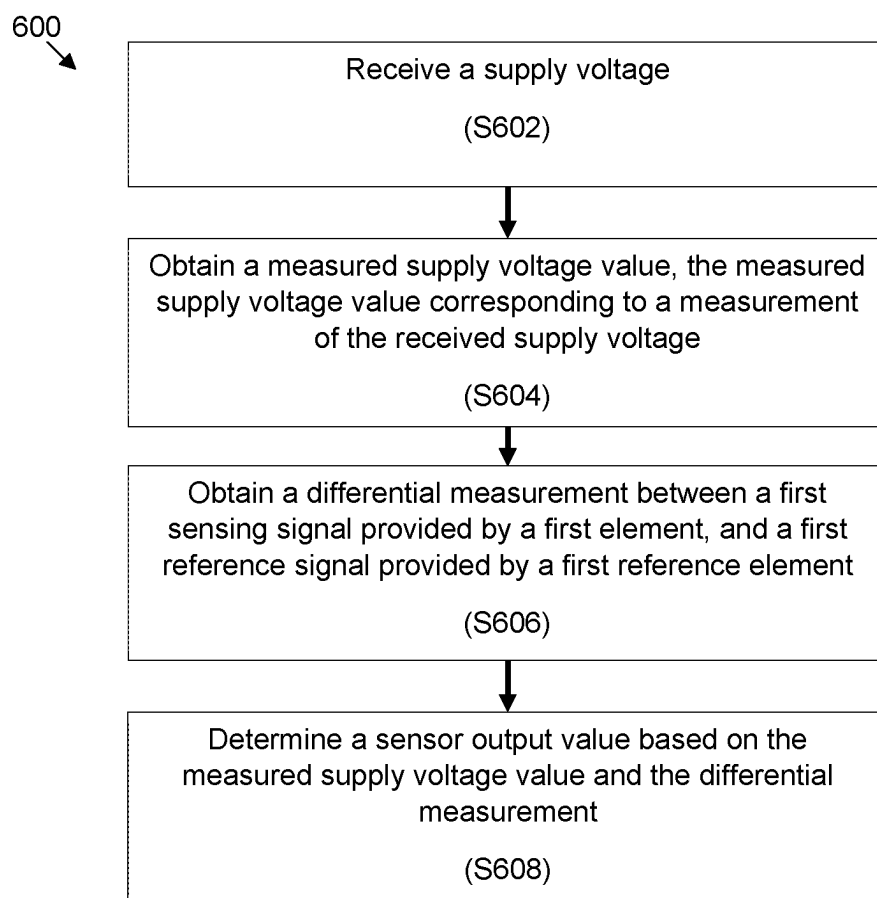 600
Receive a supply voltage
(S602)
Obtain a measured supply voltage value, the measured
supply voltage value corresponding to a measurement
of the received supply voltage
(S604)
Obtain a differential measurement between a first
sensing signal provided by a first element, and a first
reference signal provided by a first reference element
(S606)
Determine a sensor output value based on the
measured supply voltage value and the differential
measurement
(S608)